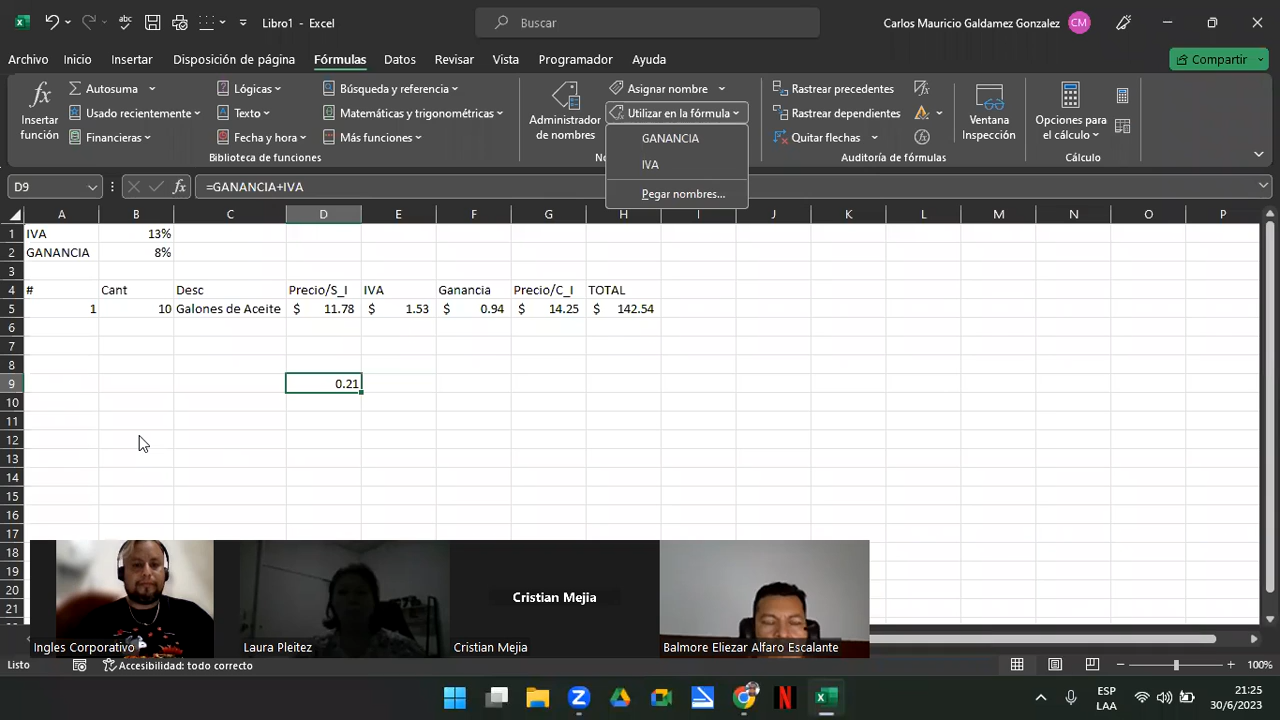 Libro1 - Excel
Buscar
Carlos Mauricio Galdamez Gonzalez
CM
Archivo
Inicio
Insertar
Disposición de página
Fórmulas
Datos
Revisar
Vista
Programador
Ayuda
Compartir
Insertar función
Autosuma
Usado recientemente
Financieras
Lógicas
Texto
Fecha y hora
Búsqueda y referencia
Matemáticas y trigonométricas
Más funciones
Biblioteca de funciones
Administrador de nombres
Asignar nombre
Utilizar en la fórmula
GANANCIA
IVA
Pegar nombres...
Rastrear precedentes
Rastrear dependientes
Quitar flechas
Auditoría de fórmulas
Ventana Inspección
Opciones para el cálculo
Cálculo
D9
fx
=GANANCIA+IVA
A B C D E F G H I J K L M N O P
1 IVA 13%
2 GANANCIA 8%
3
4 # Cant Desc Precio/S_I IVA Ganancia Precio/C_I TOTAL
5 1 10 Galones de Aceite $ 11.78 $ 1.53 $ 0.94 $ 14.25 $ 142.54
6
7
8
9 0.21
10
11
12
13
14
15
16
17
18
19
20
21
Cristian Mejia
Ingles Corporativo
Laura Pleitez
Cristian Mejia
Balmore Eliezar Alfaro Escalante
Listo
Accesibilidad: todo correcto
100%
ESP
LAA
21:25
30/6/2023